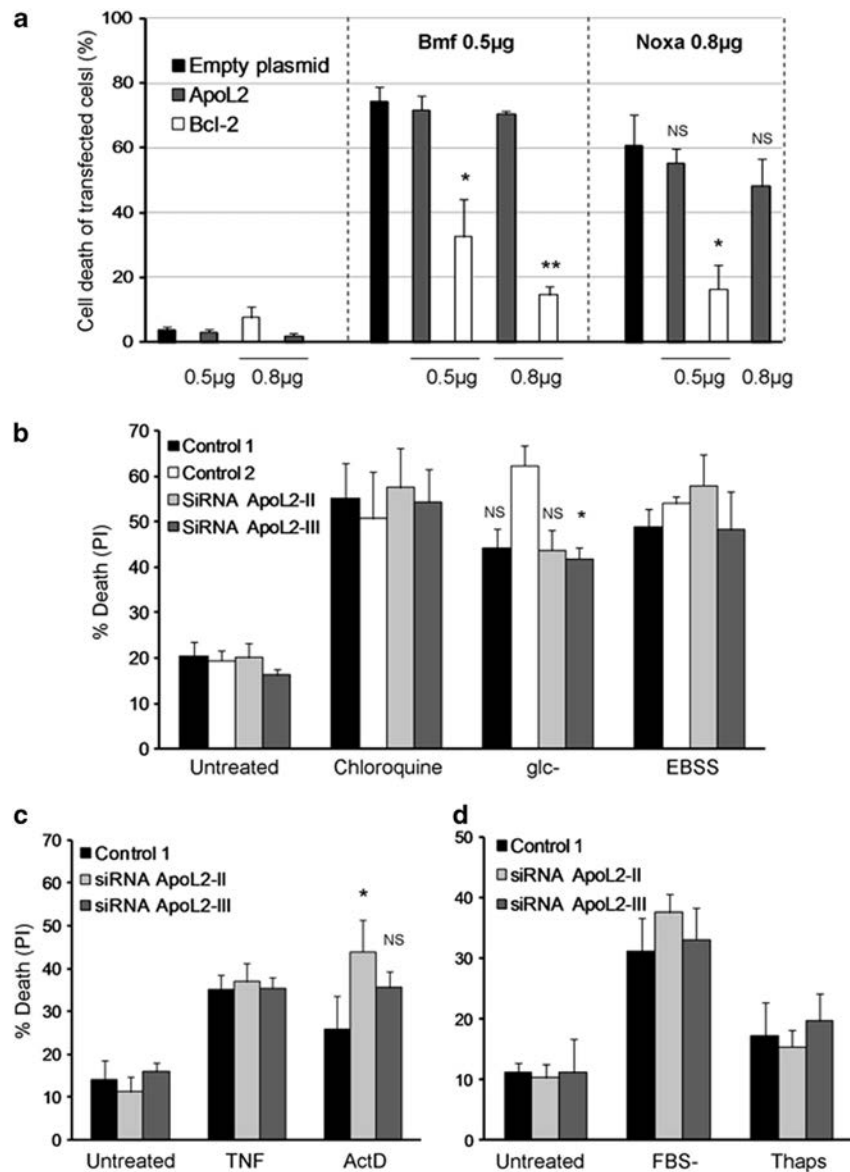 a
Cell death of transfected celsl (%)
100
80
60
40
20
0
Empty plasmid
ApoL2
Bcl-2
Bmf 0.5µg
Noxa 0.8µg
*
**
NS
*
NS
0.5µg
0.8µg
0.5µg
0.8µg
0.5µg
0.8µg
b
% Death (PI)
70
60
50
40
30
20
10
0
Control 1
Control 2
SiRNA ApoL2-II
SiRNA ApoL2-III
NS
NS
*
Untreated
Chloroquine
glc-
EBSS
c
% Death (PI)
70
60
50
40
30
20
10
0
Control 1
siRNA ApoL2-II
siRNA ApoL2-III
*
NS
Untreated
TNF
ActD
d
50
40
30
20
10
0
Control 1
siRNA ApoL2-II
siRNA ApoL2-III
Untreated
FBS-
Thaps